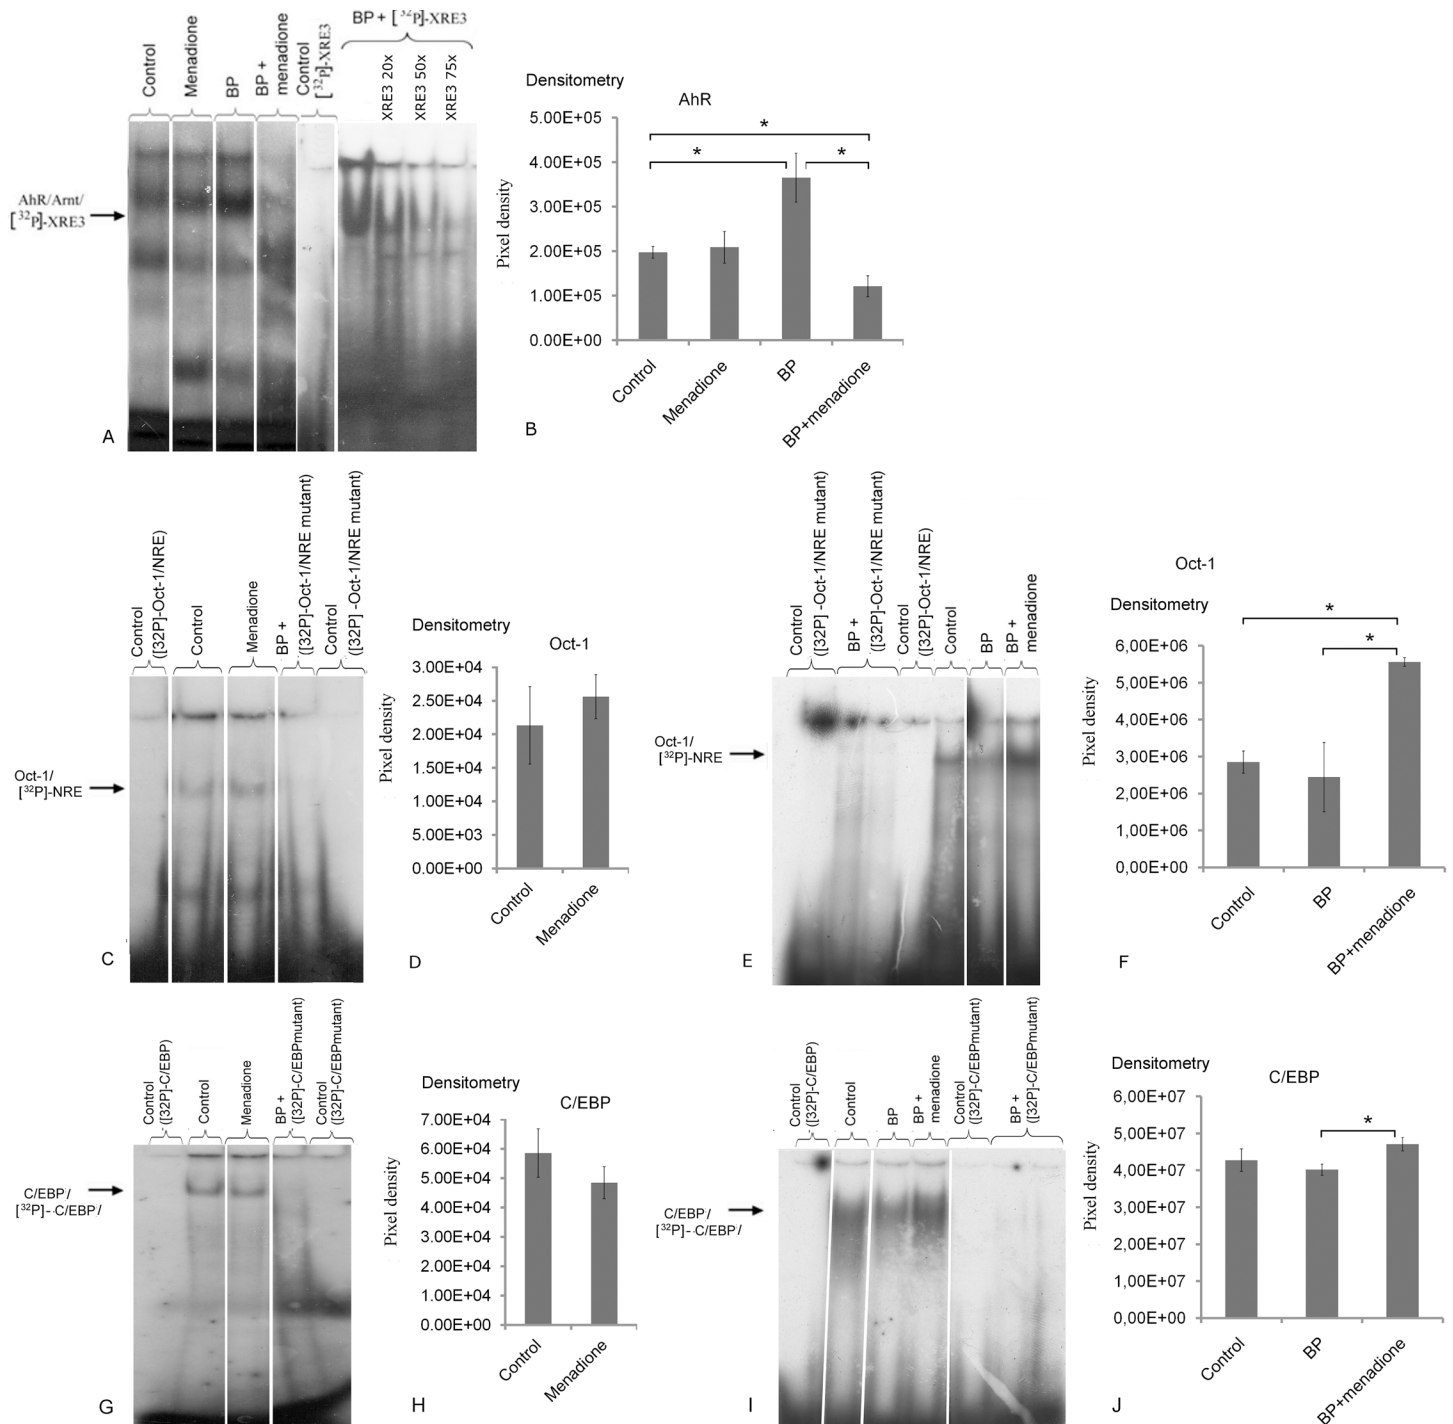 Control
Menadione
BP
BP +
menadione
Control
[32P]-XRE3
BP + [32P]-XRE3
XRE3 20x
XRE3 50x
XRE3 75x
AhR/Arnt/
[32P]-XRE3
A
Densitometry
AhR
Pixel density
5.00E+05
4.00E+05
3.00E+05
2.00E+05
1.00E+05
0.00E+00
*
*
*
Control
Menadione
BP
BP+menadione
B
Control
([32P]-Oct-1/NRE)
Control
Menadione
BP +
([32P]-Oct-1/NRE mutant)
Control
([32P] -Oct-1/NRE mutant)
Oct-1/
[32P]-NRE
C
Densitometry
Oct-1
Pixel density
3.00E+04
2.50E+04
2.00E+04
1.50E+04
1.00E+04
5.00E+03
0.00E+00
Control
Menadione
D
Control
([32P] -Oct-1/NRE mutant)
BP +
([32P]-Oct-1/NRE mutant)
Control
([32P]-Oct-1/NRE)
Control
BP
BP +
menadione
Oct-1/
[32P]-NRE
E
Oct-1
Densitometry
Pixel density
6,00E+06
5,00E+06
4,00E+06
3,00E+06
2,00E+06
1,00E+06
0,00E+00
*
*
Control
BP
BP+menadione
F
Control
([32P]-C/EBP)
Control
Menadione
BP +
([32P]-C/EBPmutant)
Control
([32P]-C/EBPmutant)
C/EBP/
[32P]--C/EBP/
G
Densitometry
C/EBP
Pixel density
7.00E+04
6.00E+04
5.00E+04
4.00E+04
3.00E+04
2.00E+04
1.00E+04
0.00E+00
Control
Menadione
H
Control
([32P]-C/EBP)
Control
BP
BP +
menadione
Control
([32P]-C/EBPmutant)
BP +
([32P]-C/EBPmutant)
C/EBP/
[32P]--C/EBP/
I
Densitometry
C/EBP
Pixel density
6,00E+07
5,00E+07
4,00E+07
3,00E+07
2,00E+07
1,00E+07
0,00E+00
*
Control
BP
BP+menadione
J